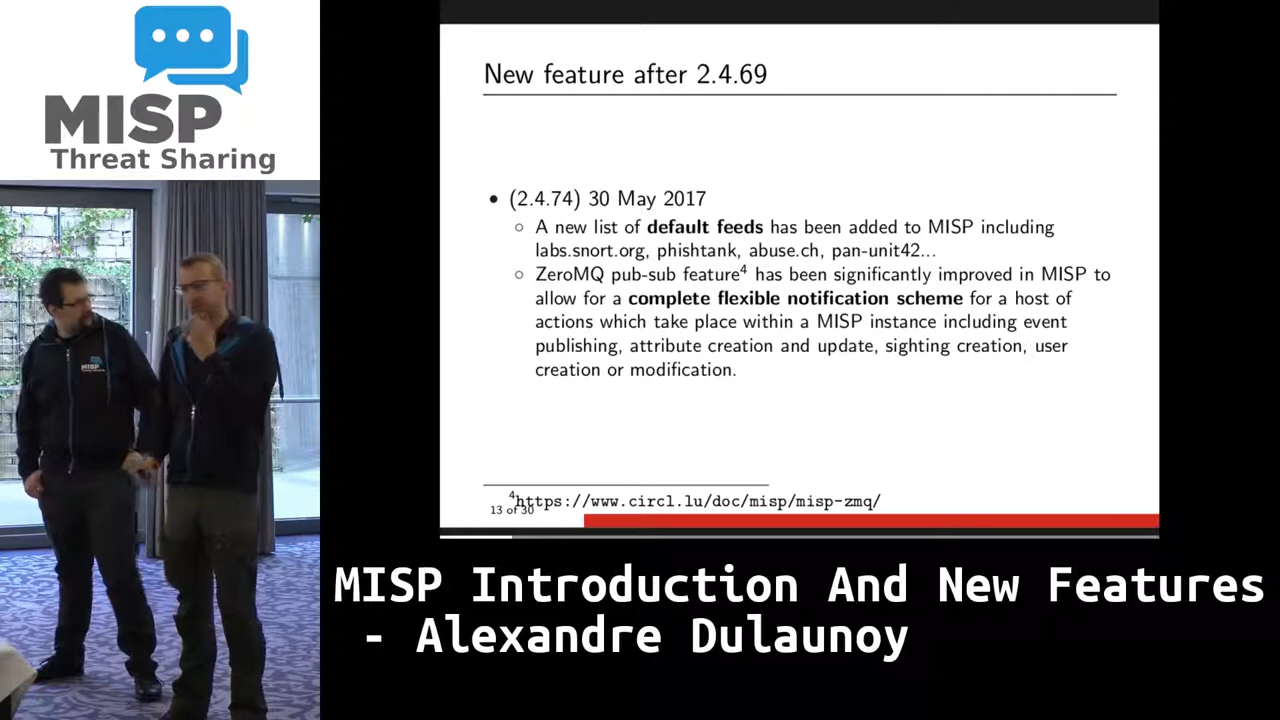 MISP
Threat Sharing
New feature after 2.4.69
• (2.4.74) 30 May 2017
○ A new list of default feeds has been added to MISP including
labs.snort.org, phishtank, abuse.ch, pan-unit42...
○ ZeroMQ pub-sub feature4 has been significantly improved in MISP to
allow for a complete flexible notification scheme for a host of
actions which take place within a MISP instance including event
publishing, attribute creation and update, sighting creation, user
creation or modification.
4https://www.circl.lu/doc/misp/misp-zmq/
13 of 30
MISP
MISP Introduction And New Features
- Alexandre Dulaunoy